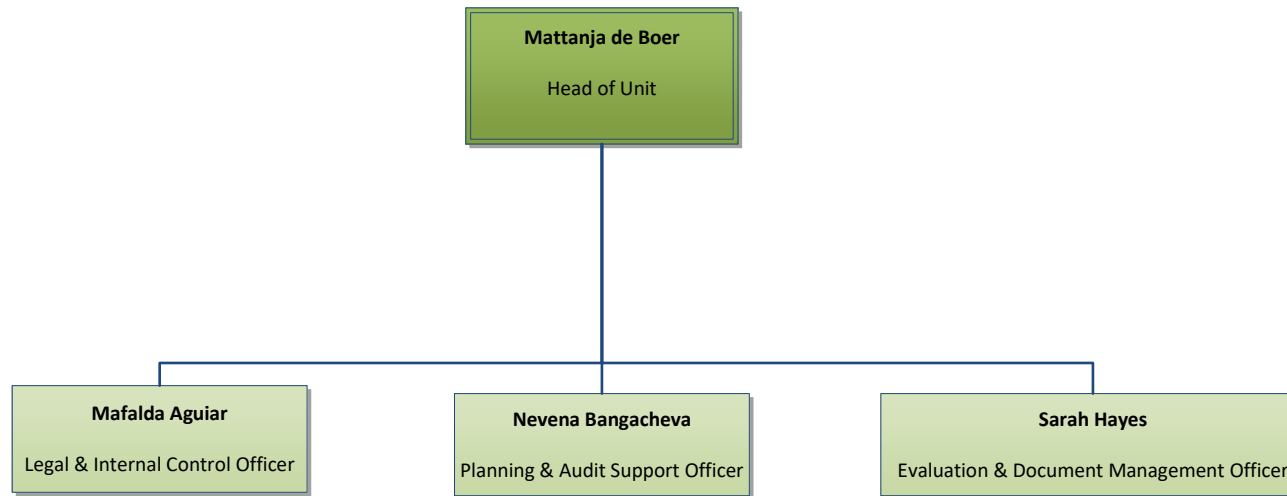 Mattanja de Boer
Head of Unit
Mafalda Aguiar
Legal & Internal Control Officer
Nevena Bangacheva
Planning & Audit Support Officer
Sarah Hayes
Evaluation & Document Management Officer